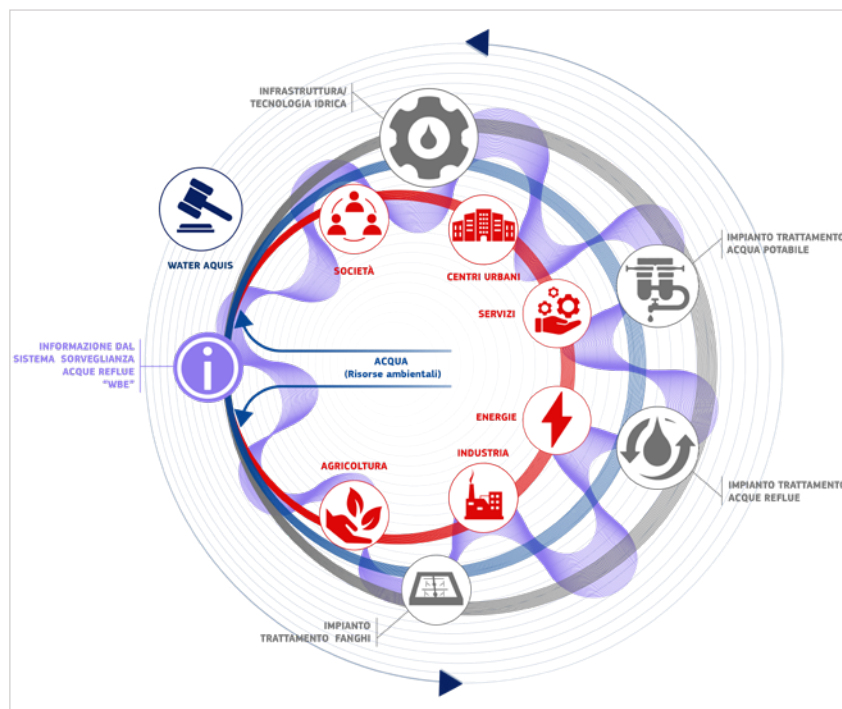 INFRASTRUTTURA/
TECNOLOGIA IDRICA
WATER AQUIS
SOCIETÀ
CENTRI URBANI
IMPIANTO TRATTAMENTO
ACQUA POTABILE
SERVIZI
INFORMAZIONE DAL
SISTEMA SORVEGLIANZA
ACQUE REFLUE
"WBE"
ACQUA
(Risorse ambientali)
ENERGIE
INDUSTRIA
AGRICOLTURA
IMPIANTO TRATTAMENTO
ACQUE REFLUE
IMPIANTO
TRATTAMENTO FANGHI